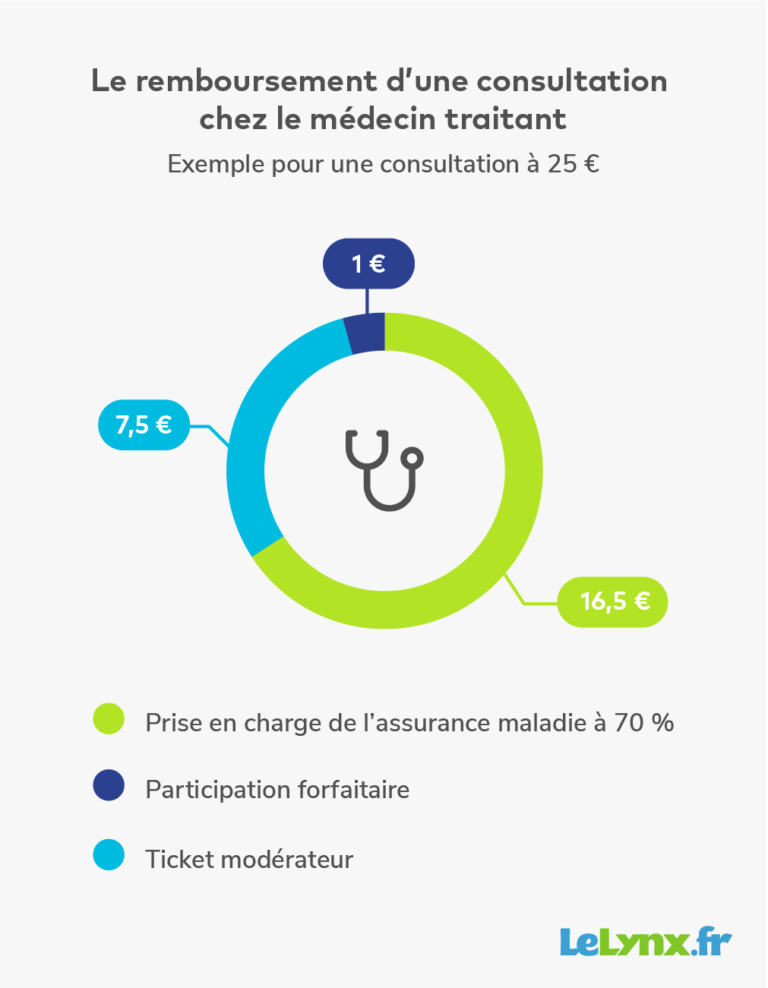 Le remboursement d’une consultation
chez le médecin traitant
Exemple pour une consultation à 25 €
1 €
7,5 €
16,5 €
Prise en charge de l’assurance maladie à 70 %
Participation forfaitaire
Ticket modérateur
LeLynx.fr